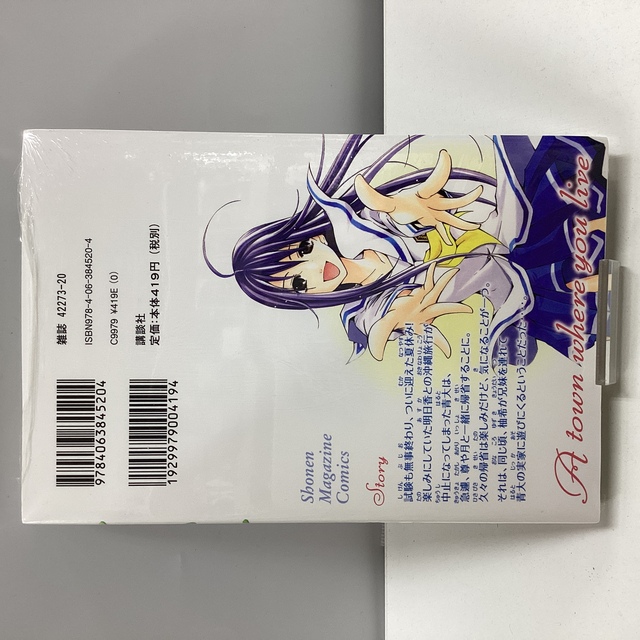 A town where you live
Shonen
Magazine
Comics
Story
試験も無事終わり、ついに迎えた夏休み!
楽しみにしていた明日香との沖縄旅行が
中止になってしまった青大は、
急遽、尊や月と一緒に帰省することに。
久々の帰省は楽しみだけど、気になることが一つ。
それは、同じ頃、柚希が兄妹を連れて
青大の実家に遊びにくるということだった…。
9784063845204
1929979004194
雑誌 42273-20
ISBN978-4-06-384520-4
C9979 ¥419E (0)
講談社
定価:本体419円(税別)